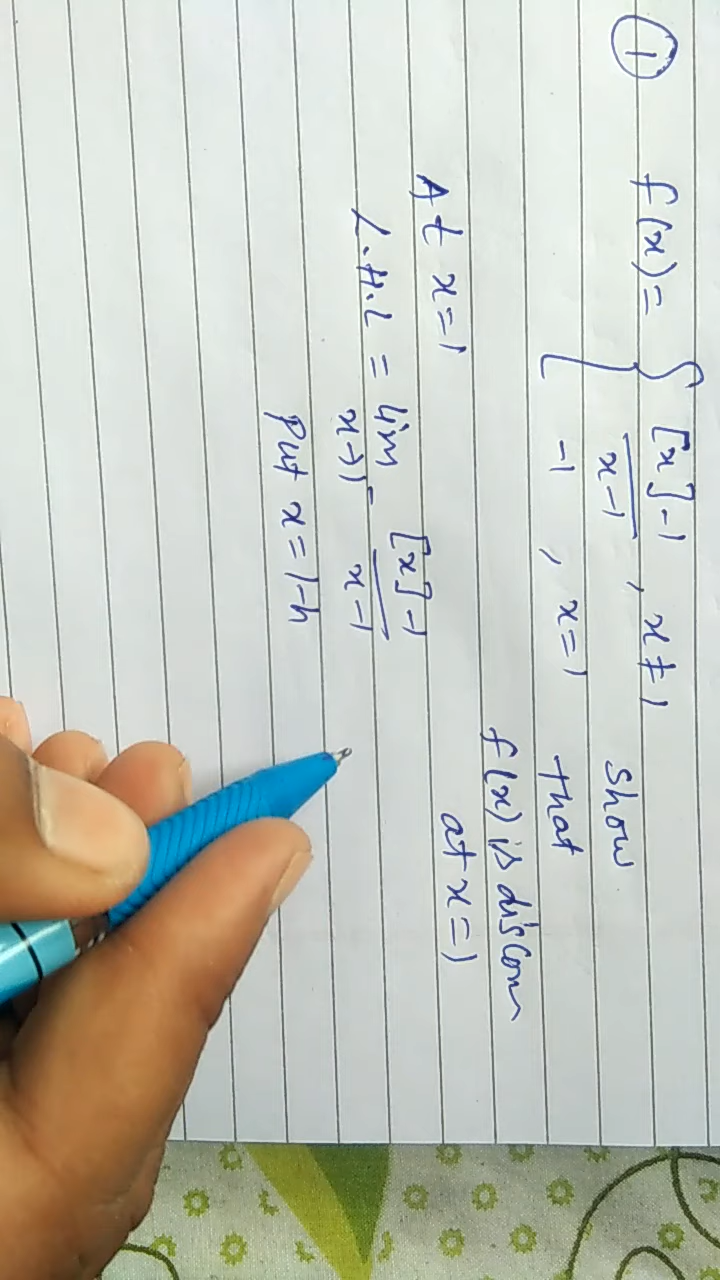 ① f(x) = { [x]-1 / x-1 , x ≠ 1 Show
-1 , x = 1 that
f(x) is discon
at x = 1
At x = 1
L.H.L = lim x→1⁻ [x]-1 / x-1
Put x = 1-h